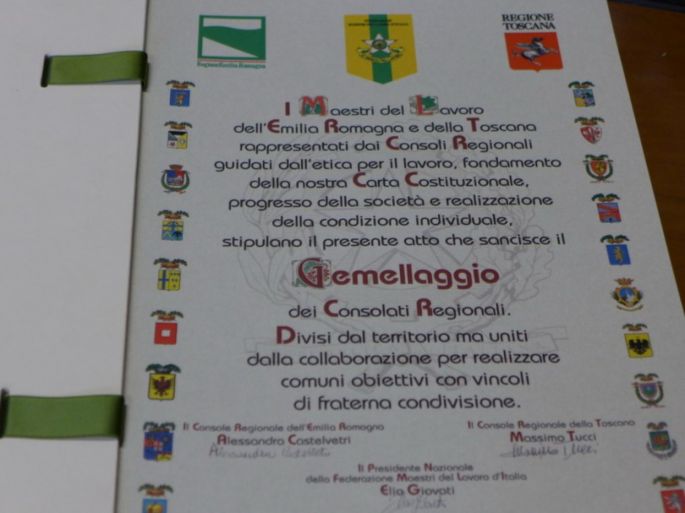 RegioneEmilia-Romagna
REGIONE
TOSCANA
I Maestri del Lavoro
dell'Emilia Romagna e della Toscana
rappresentati dai Consoli Regionali
guidati dall'etica per il lavoro, fondamento
della nostra Carta Costituzionale,
progresso della società e realizzazione
della condizione individuale,
stipulano il presente atto che sancisce il
Gemellaggio
dei Consolati Regionali.
Divisi dal territorio ma uniti
dalla collaborazione per realizzare
comuni obiettivi con vincoli
di fraterna condivisione.
Il Console Regionale dell'Emilia Romagna
Alessandro Castelvetri
Il Console Regionale della Toscana
Massimo Tucci
Il Presidente Nazionale
della Federazione Maestri del Lavoro d'Italia
Elio Giovati